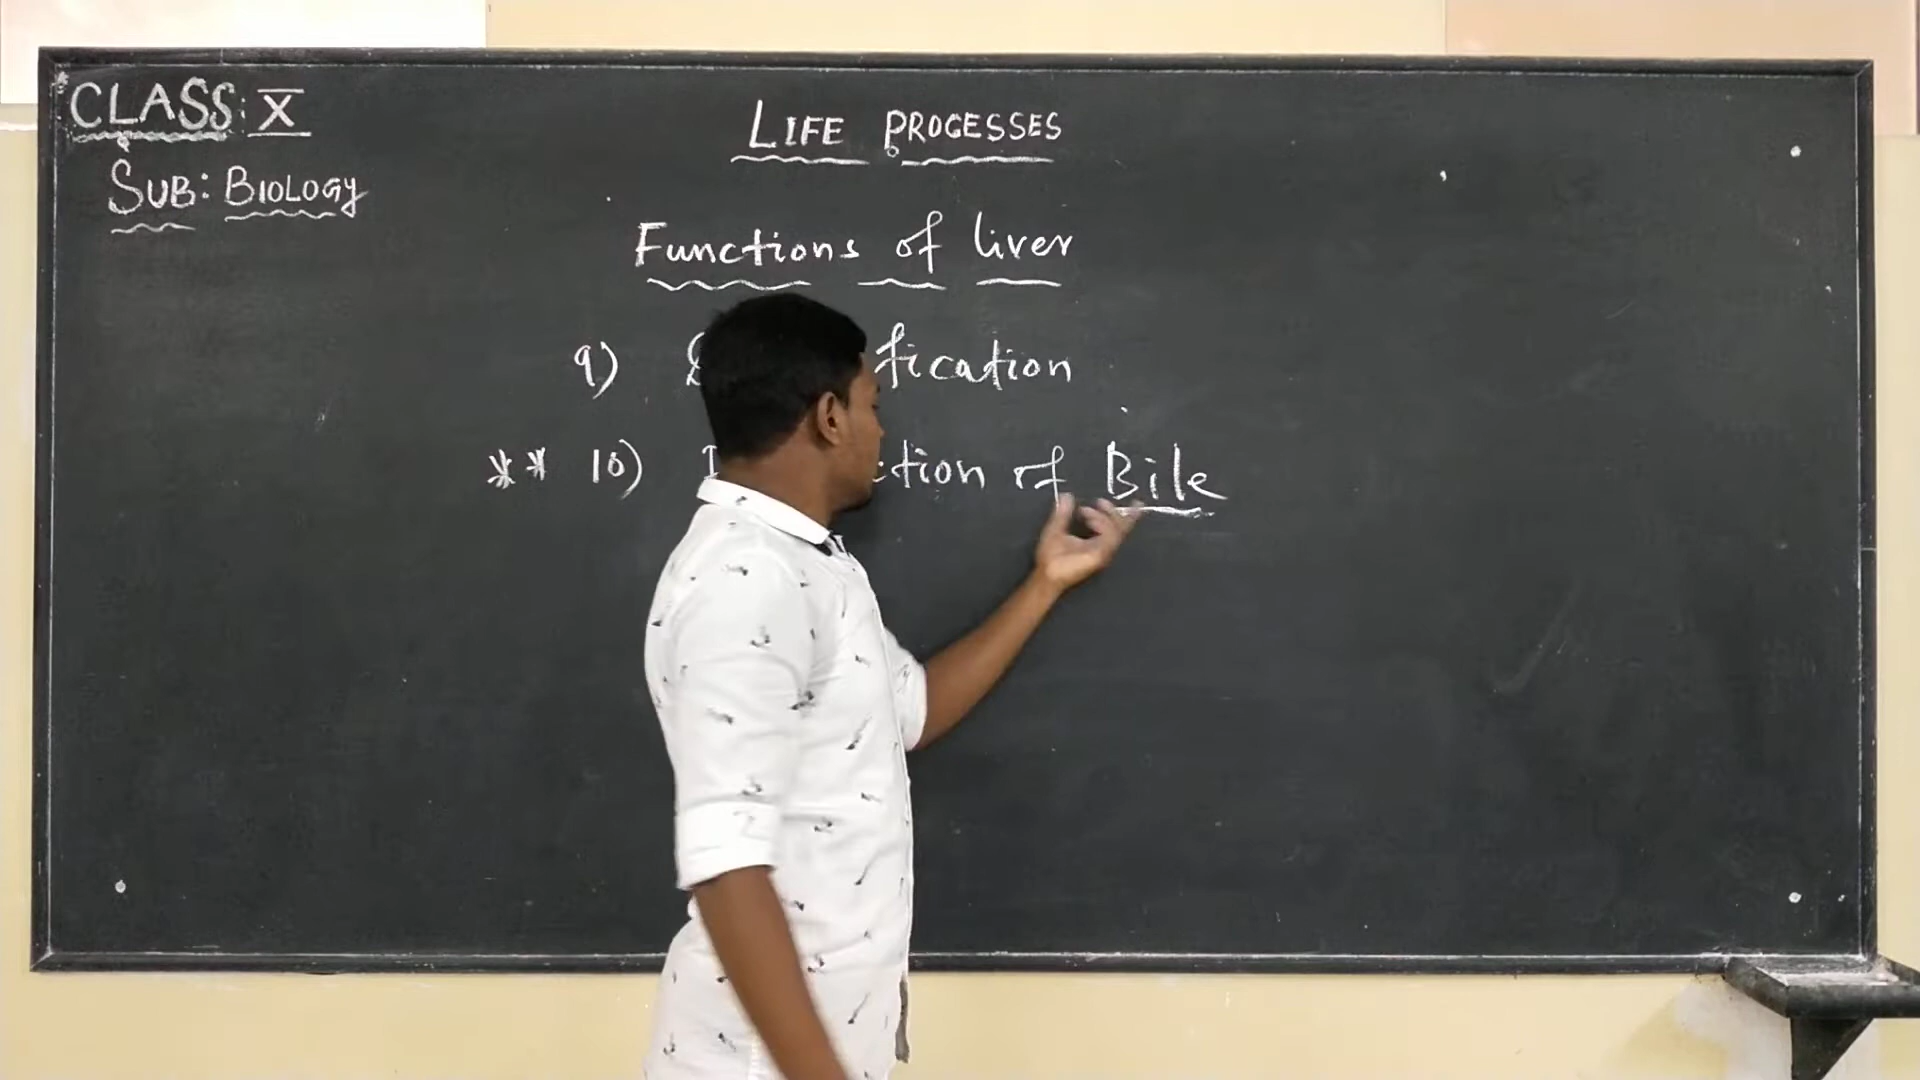 CLASS: X
SUB: BIOLOGY
LIFE PROCESSES
Functions of liver
9) fication
** 10) ction of Bile